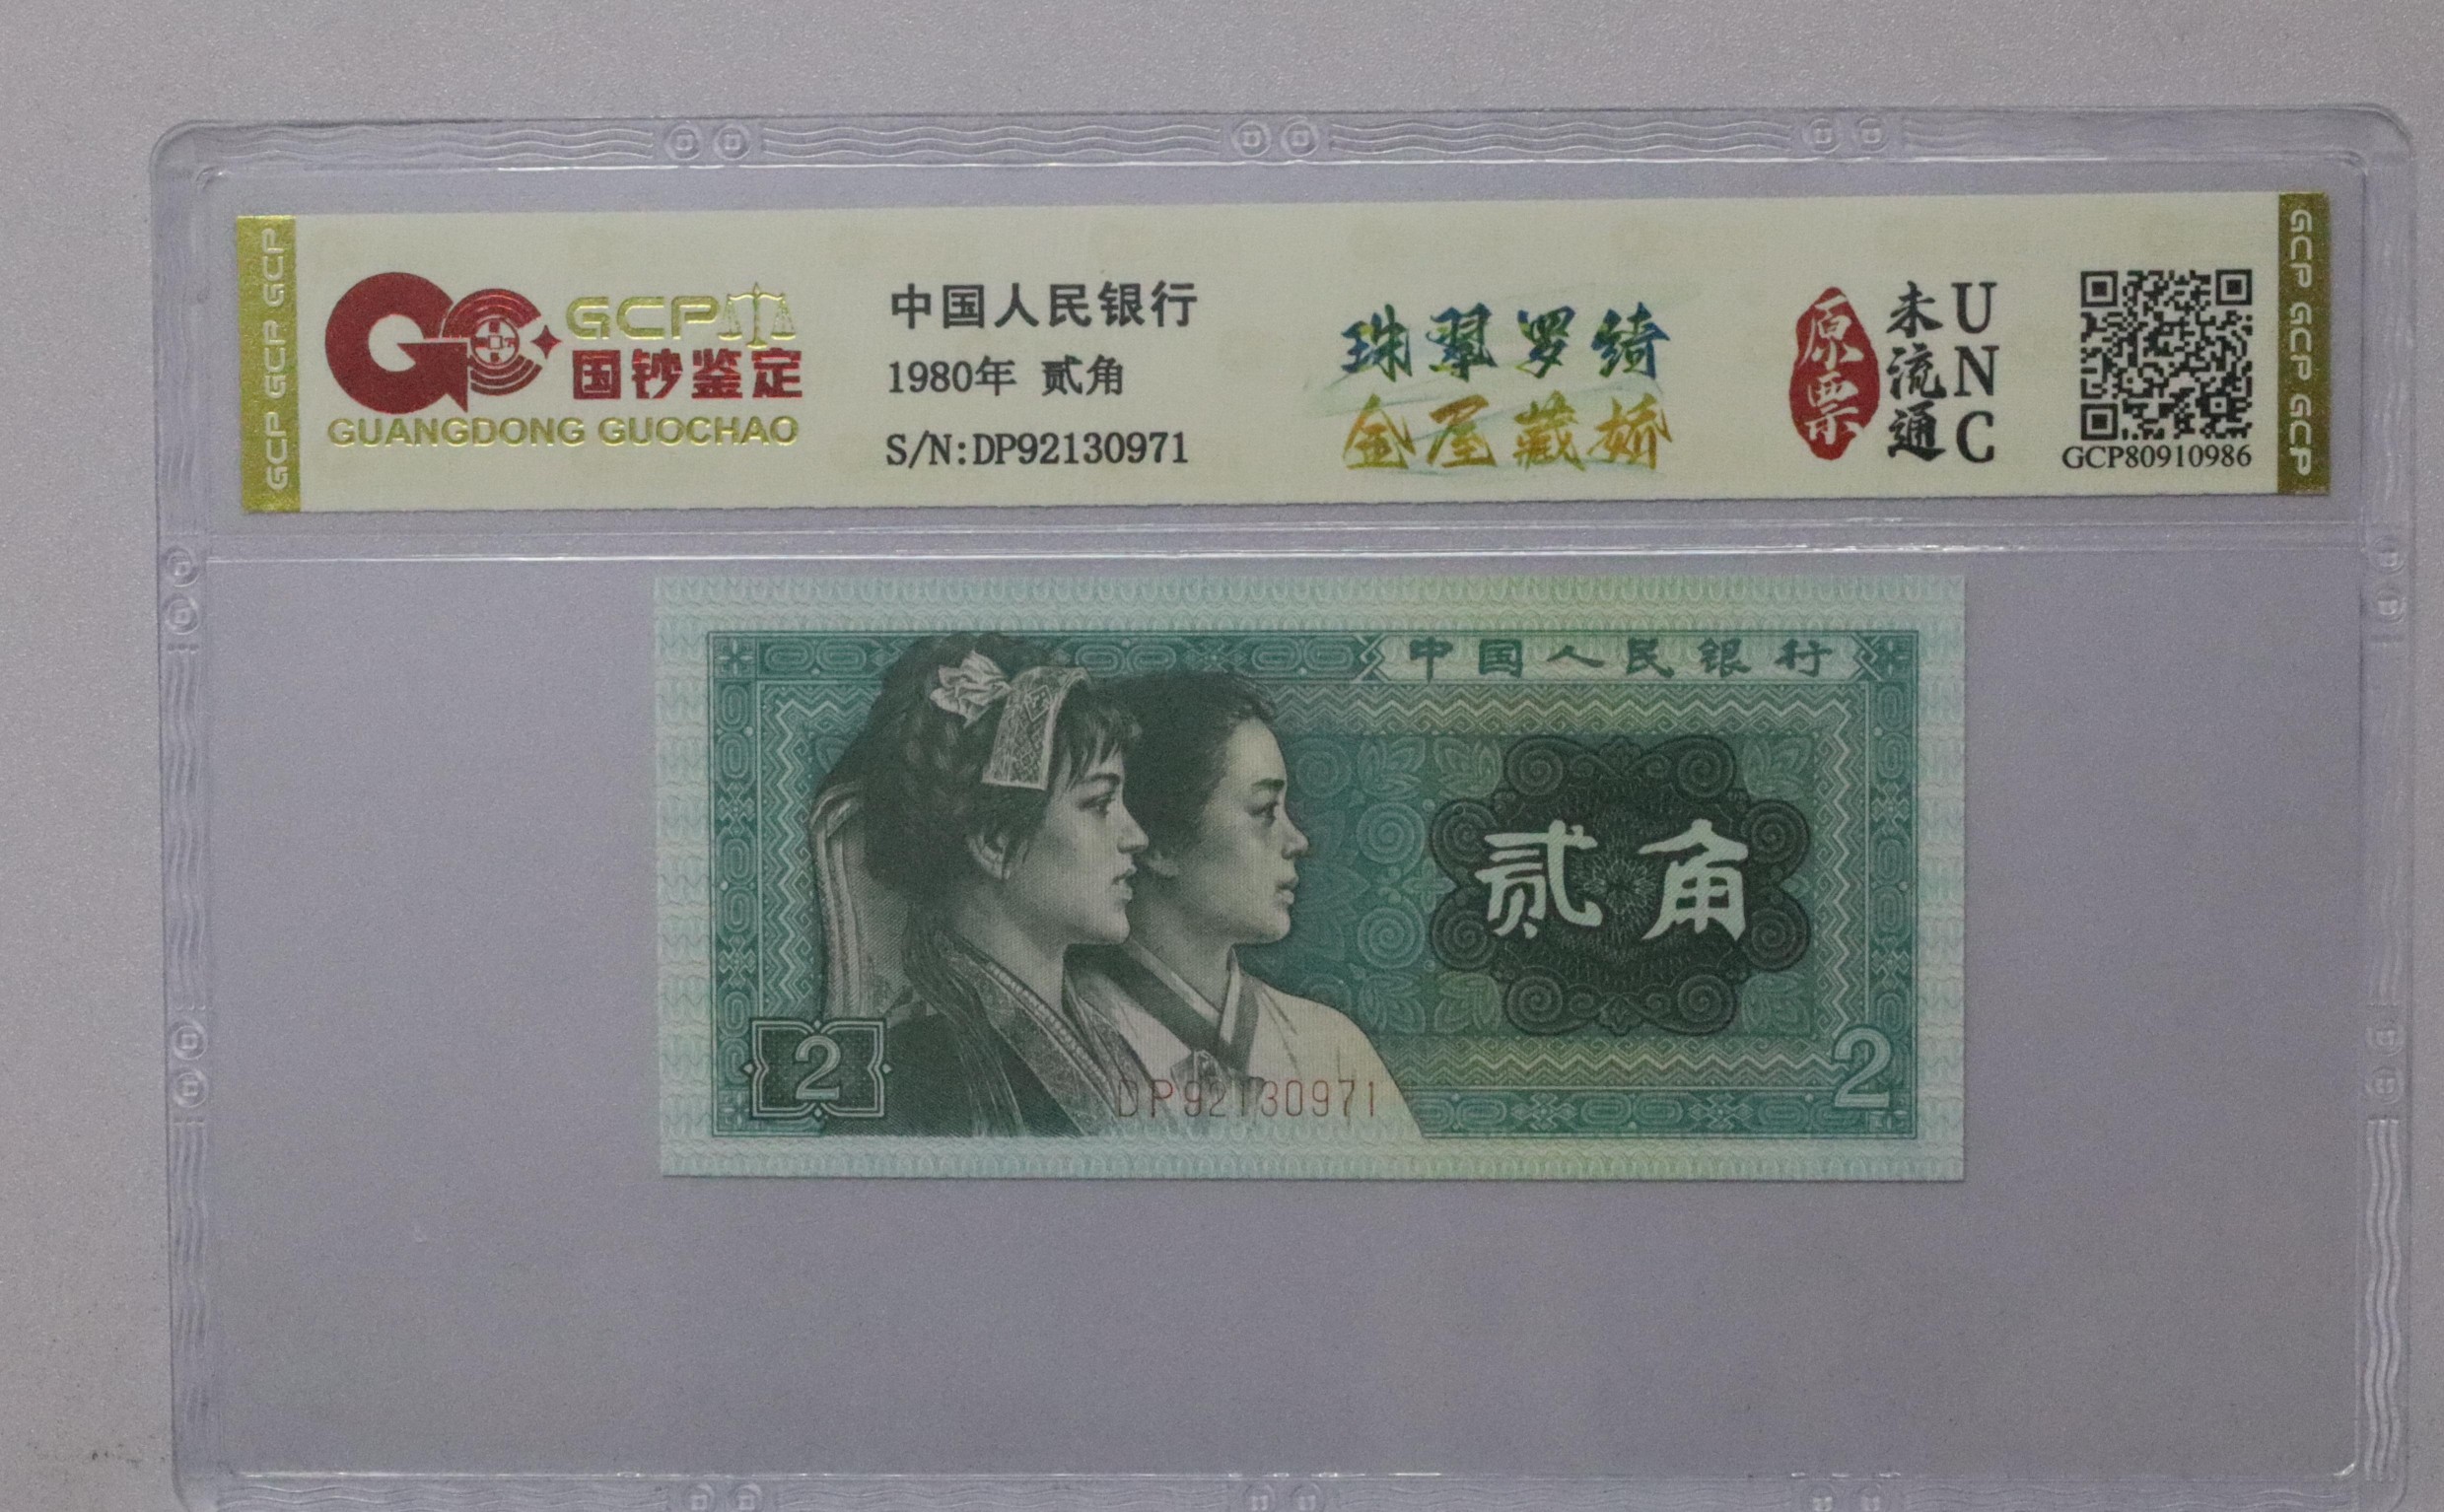 GCP GCP GCP
GCP
国钞鉴定
GUANGDONG GUOCHAO
中国人民银行
1980年 贰角
S/N:DP92130971
珠翠罗绮
金屋藏娇
原票
未流通
UNC
GCP80910986
GCP GCP GCP
中国人民银行
贰角
2
DP92130971
2